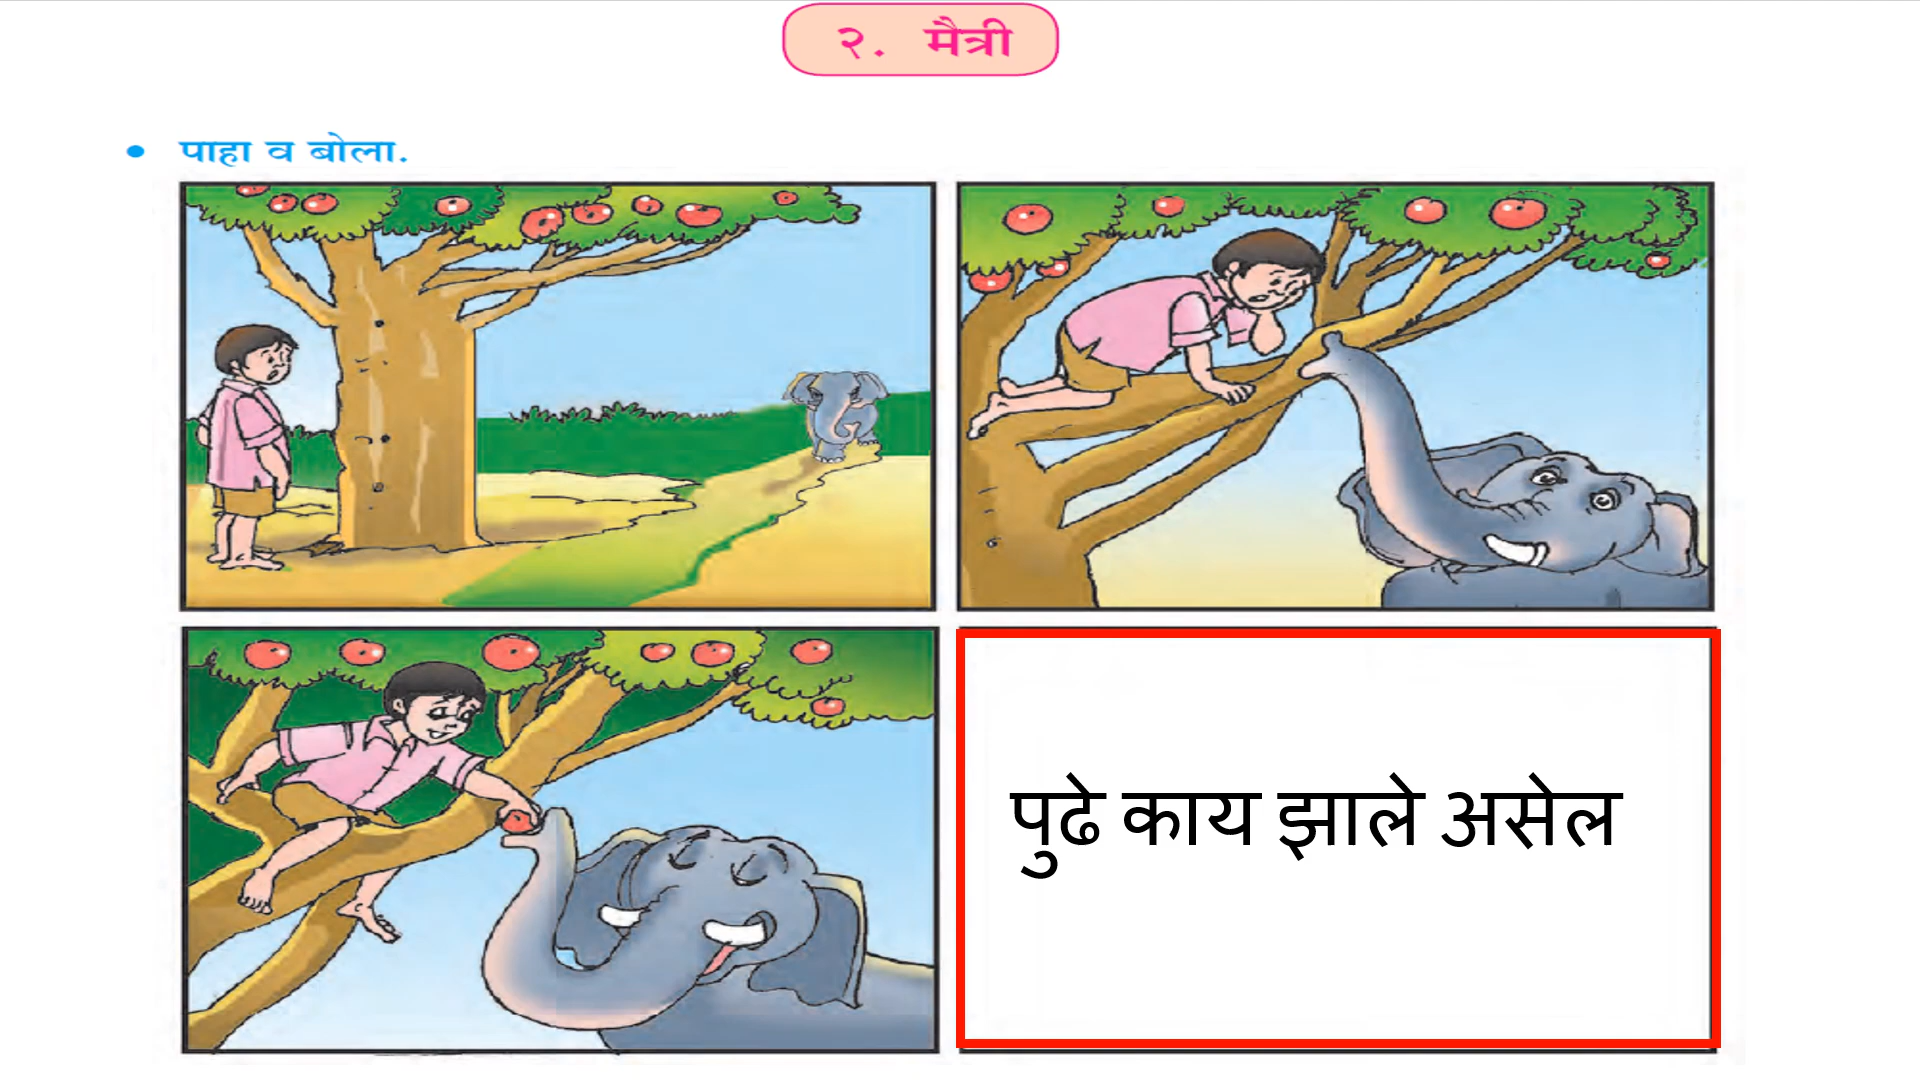 २. मैत्री
• पाहा व बोला.
पुढे काय झाले असेल